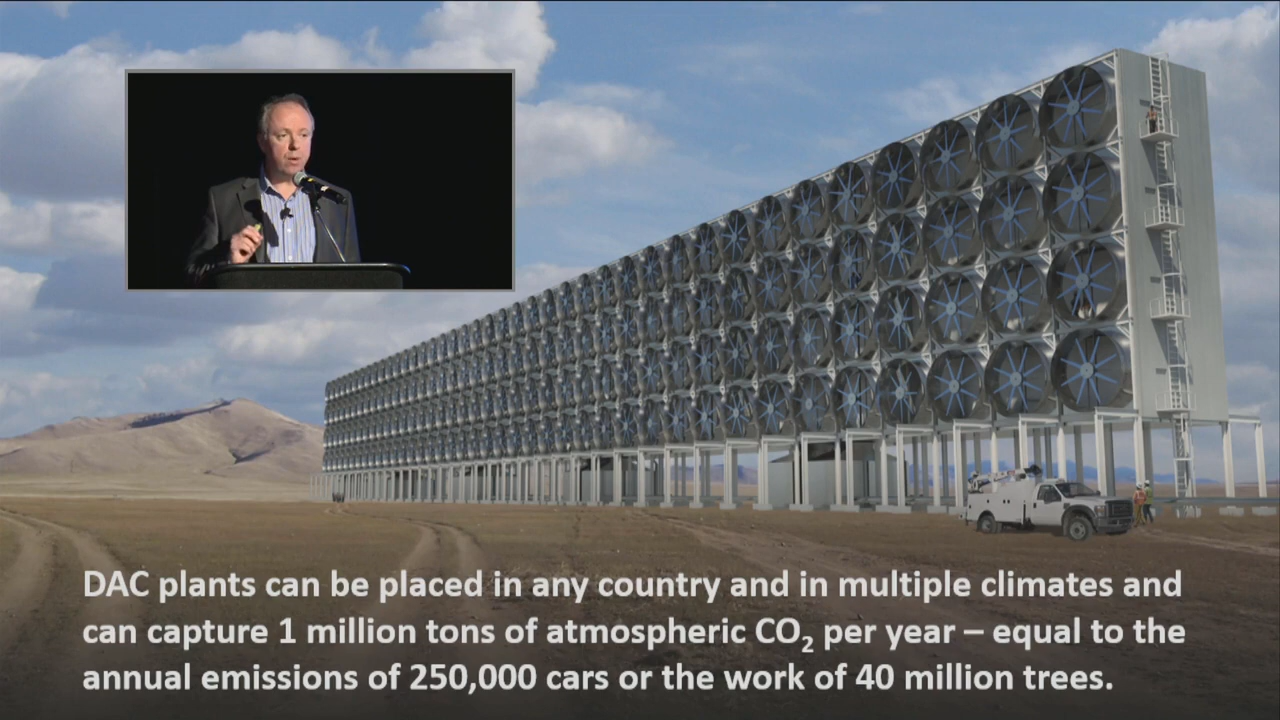 DAC plants can be placed in any country and in multiple climates and
can capture 1 million tons of atmospheric CO₂ per year – equal to the
annual emissions of 250,000 cars or the work of 40 million trees.